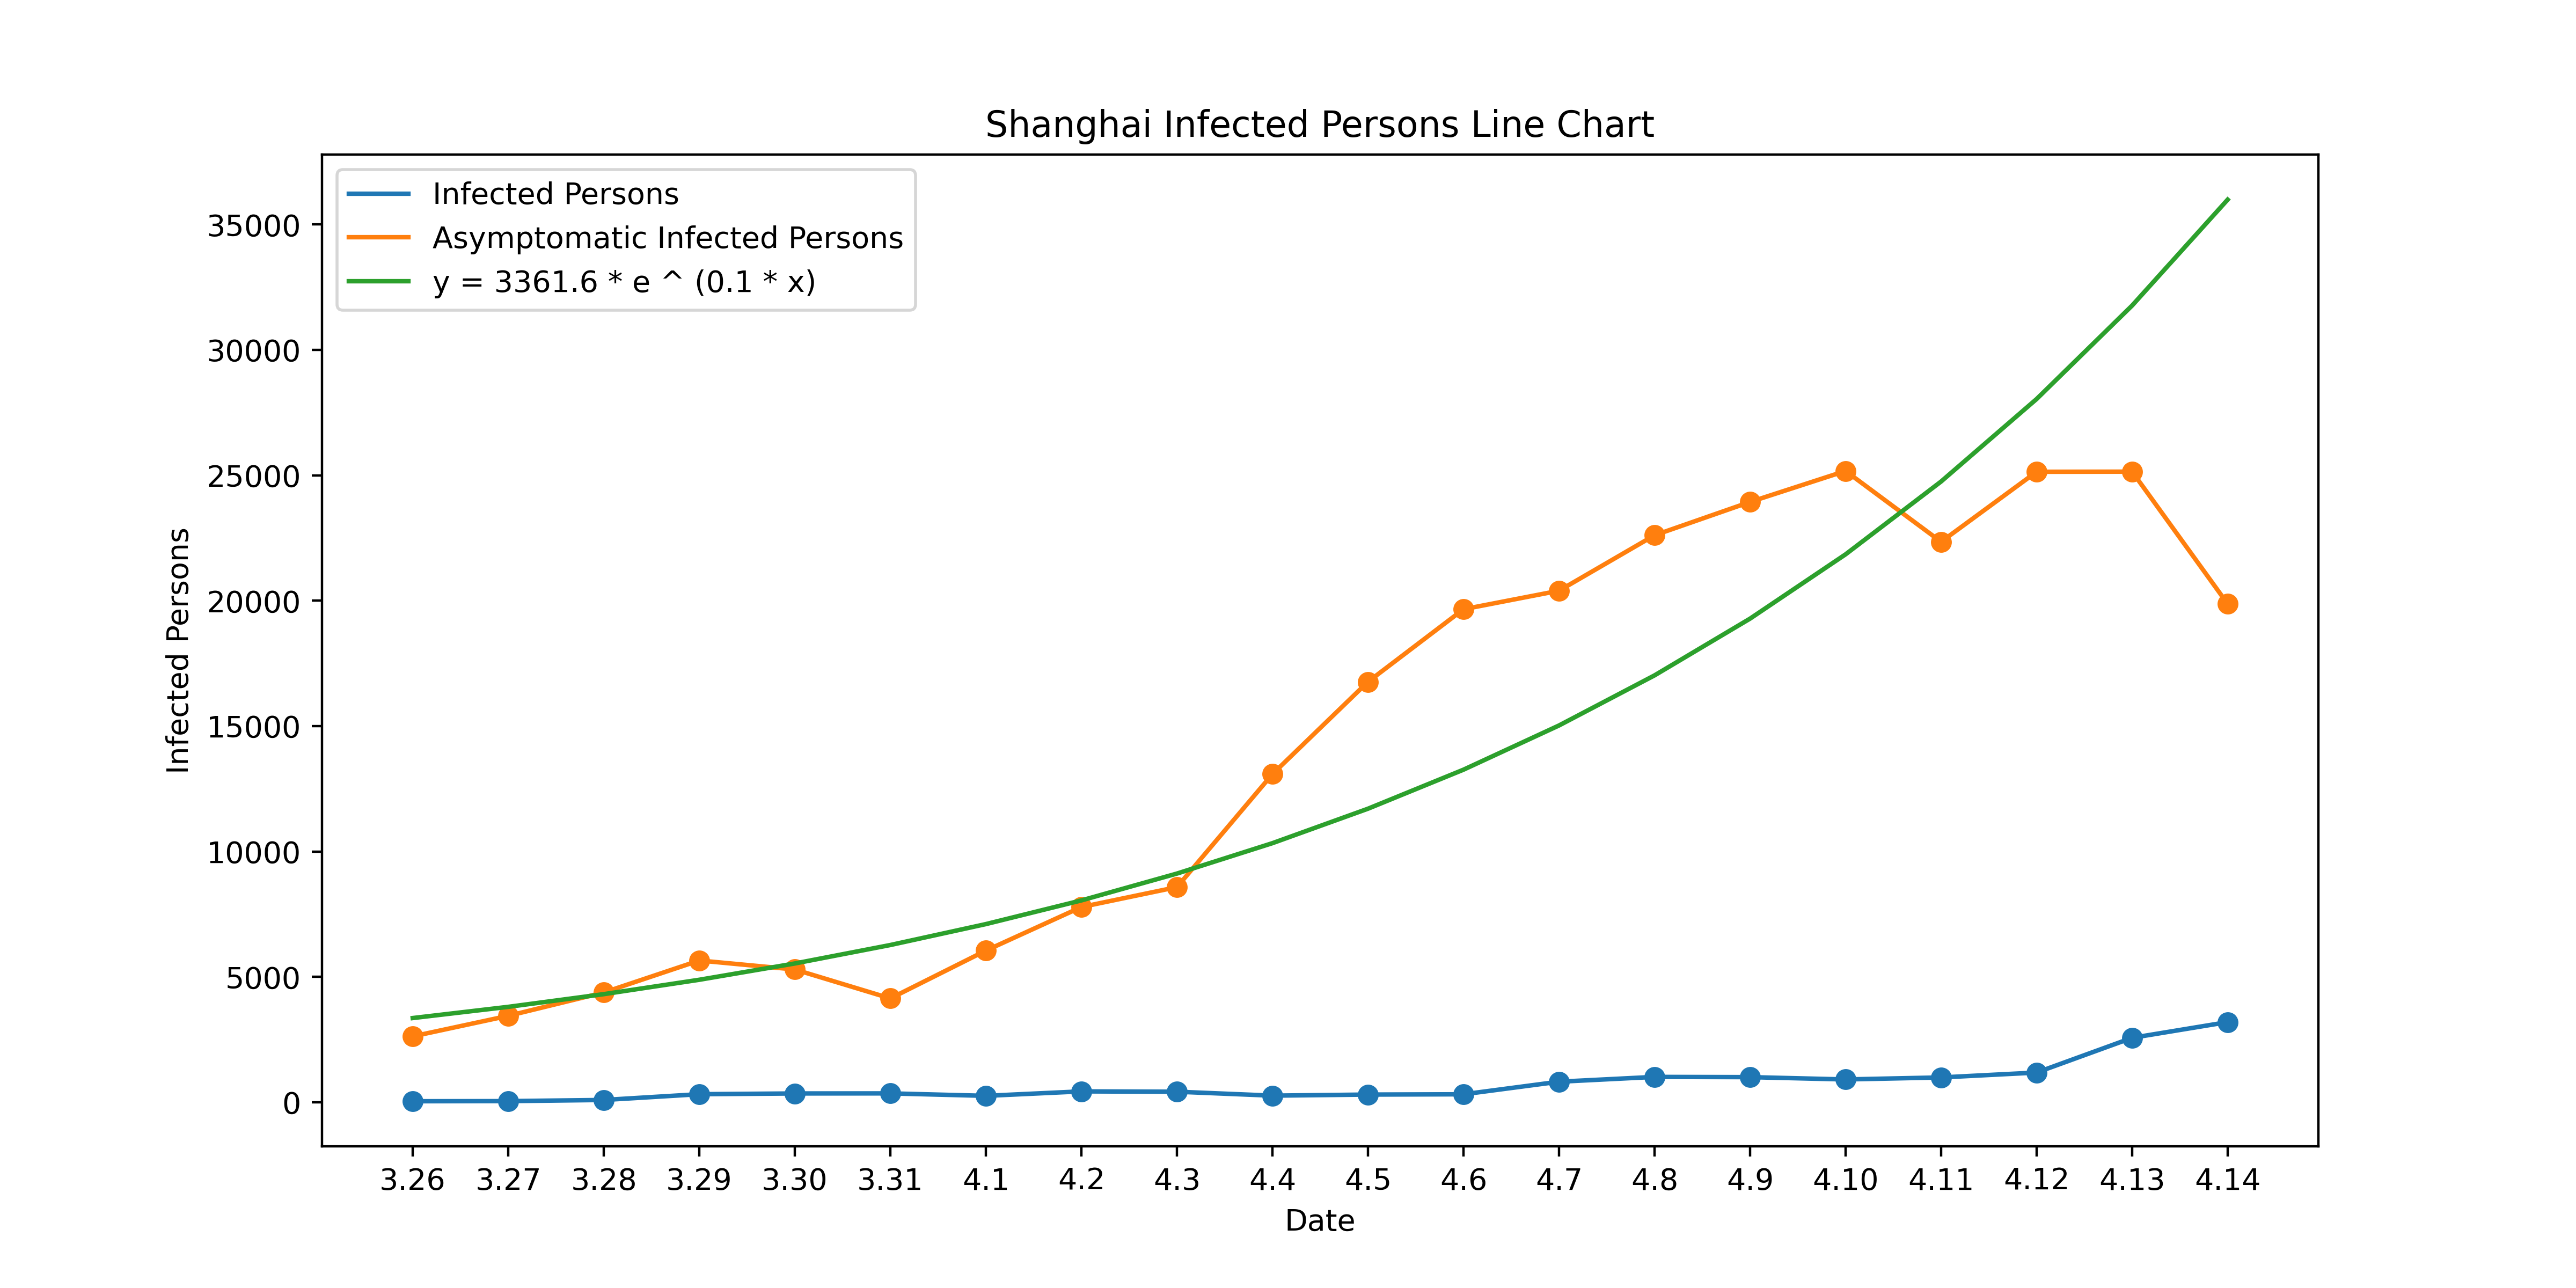 Shanghai Infected Persons Line Chart
Infected Persons
Asymptomatic Infected Persons
y = 3361.6 * e ^ (0.1 * x)
Infected Persons
35000
30000
25000
20000
15000
10000
5000
0
3.26 3.27 3.28 3.29 3.30 3.31 4.1 4.2 4.3 4.4 4.5 4.6 4.7 4.8 4.9 4.10 4.11 4.12 4.13 4.14
Date